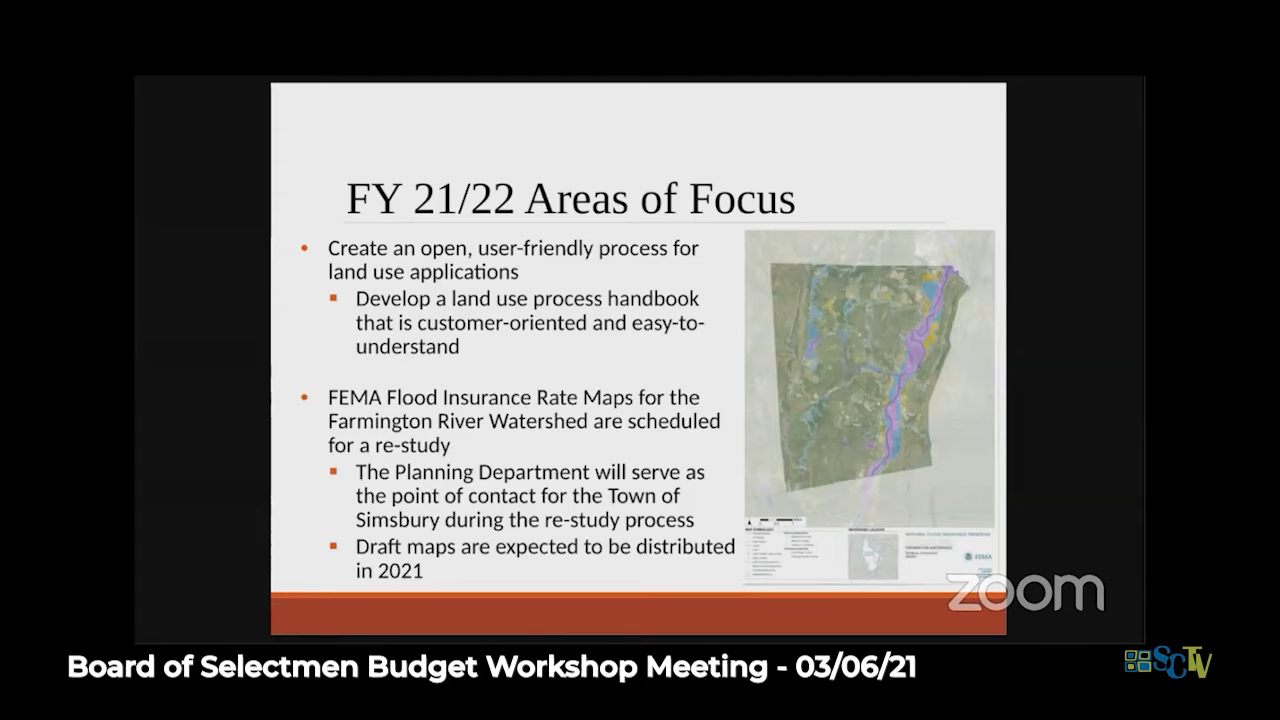 FY 21/22 Areas of Focus
• Create an open, user-friendly process for
land use applications
▪ Develop a land use process handbook
that is customer-oriented and easy-to-
understand
• FEMA Flood Insurance Rate Maps for the
Farmington River Watershed are scheduled
for a re-study
▪ The Planning Department will serve as
the point of contact for the Town of
Simsbury during the re-study process
▪ Draft maps are expected to be distributed
in 2021
FEMA
zoom
Board of Selectmen Budget Workshop Meeting - 03/06/21
SCTV